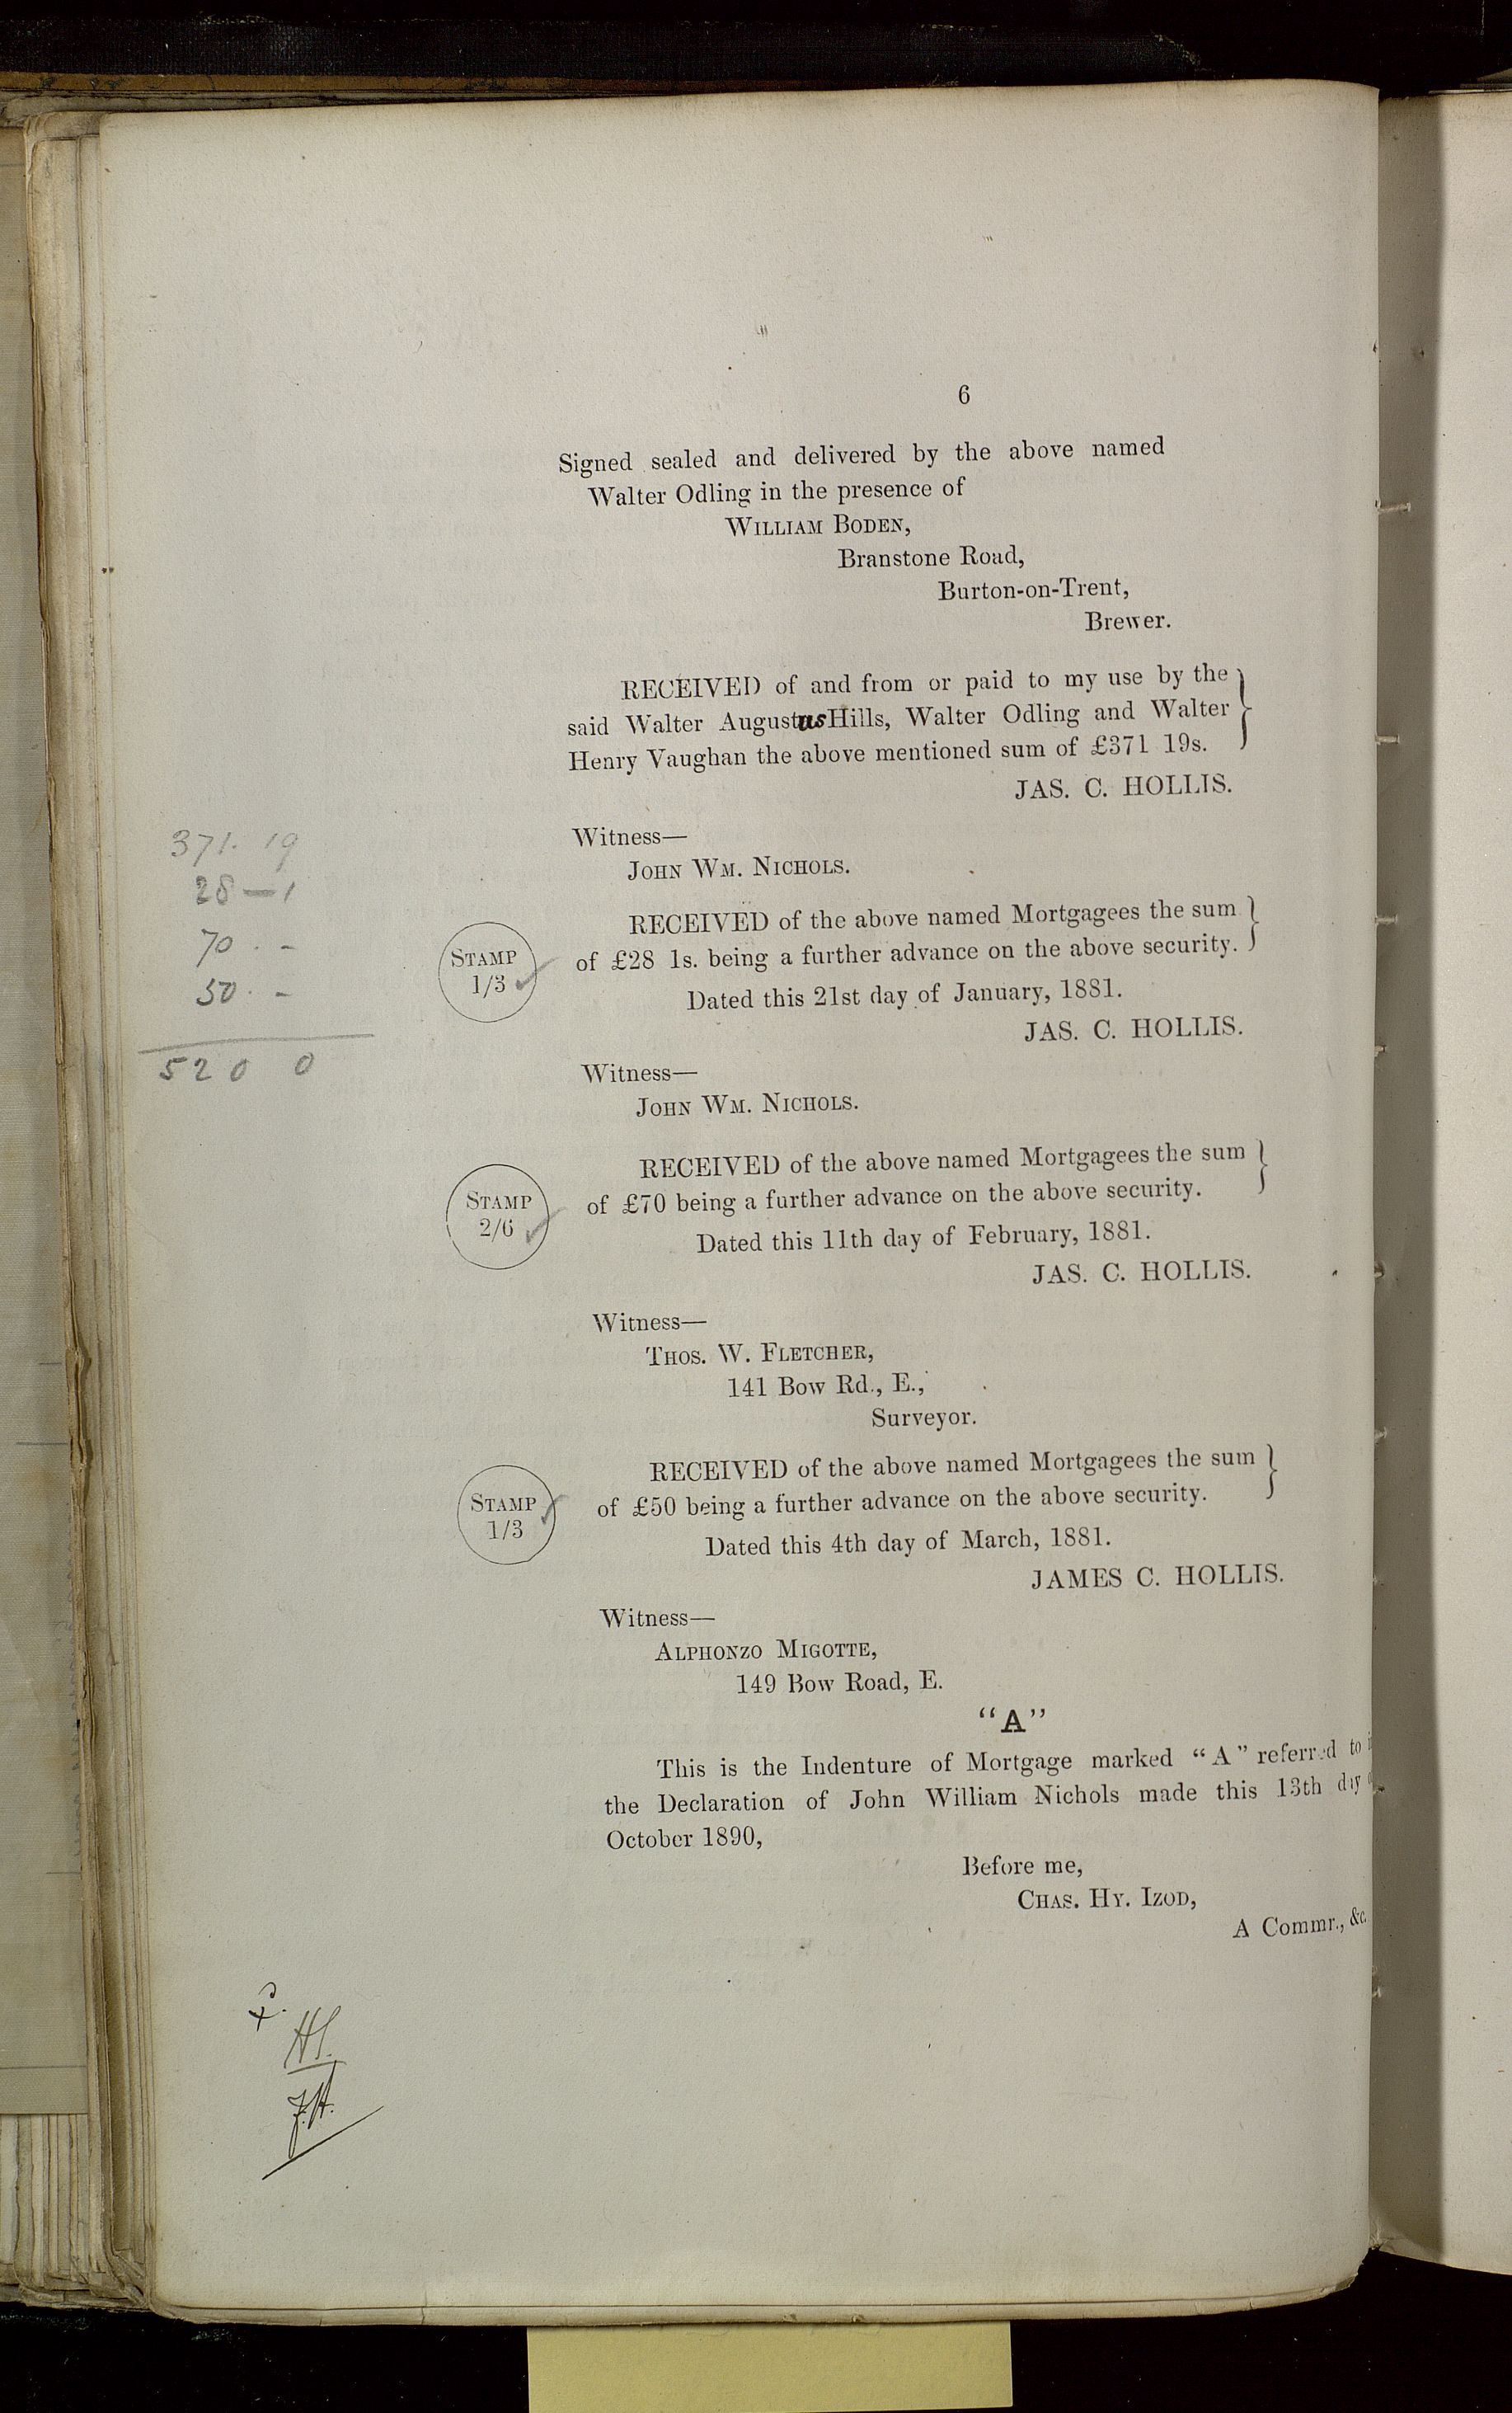 6
Signed sealed and delivered by the above named
Walter Odling in the presence of
WILLIAM BODEN,
Branstone Road,
Burton-on-Trent,
Brewer.
RECEIVED of and from or paid to my use by the
said Walter Augustus Hills, Walter Odling and Walter
Henry Vaughan the above mentioned sum of £371 19s.
JAS. C. HOLLIS.
Witness—
JOHN WM. NICHOLS.
371. 19
28 — 1
70 . -
50 . -
520 0
STAMP
1/3
RECEIVED of the above named Mortgagees the sum
of £28 1s. being a further advance on the above security.
Dated this 21st day of January, 1881.
JAS. C. HOLLIS.
Witness—
JOHN WM. NICHOLS.
STAMP
2/6
RECEIVED of the above named Mortgagees the sum
of £70 being a further advance on the above security.
Dated this 11th day of February, 1881.
JAS. C. HOLLIS.
Witness—
THOS. W. FLETCHER,
141 Bow Rd., E.,
Surveyor.
STAMP
1/3
RECEIVED of the above named Mortgagees the sum
of £50 being a further advance on the above security.
Dated this 4th day of March, 1881.
JAMES C. HOLLIS.
Witness—
ALPHONZO MIGOTTE,
149 Bow Road, E.
"A"
This is the Indenture of Mortgage marked "A" referred to
the Declaration of John William Nichols made this 13th day
October 1890,
Before me,
CHAS. HY. IZOD,
A Commr., &c.